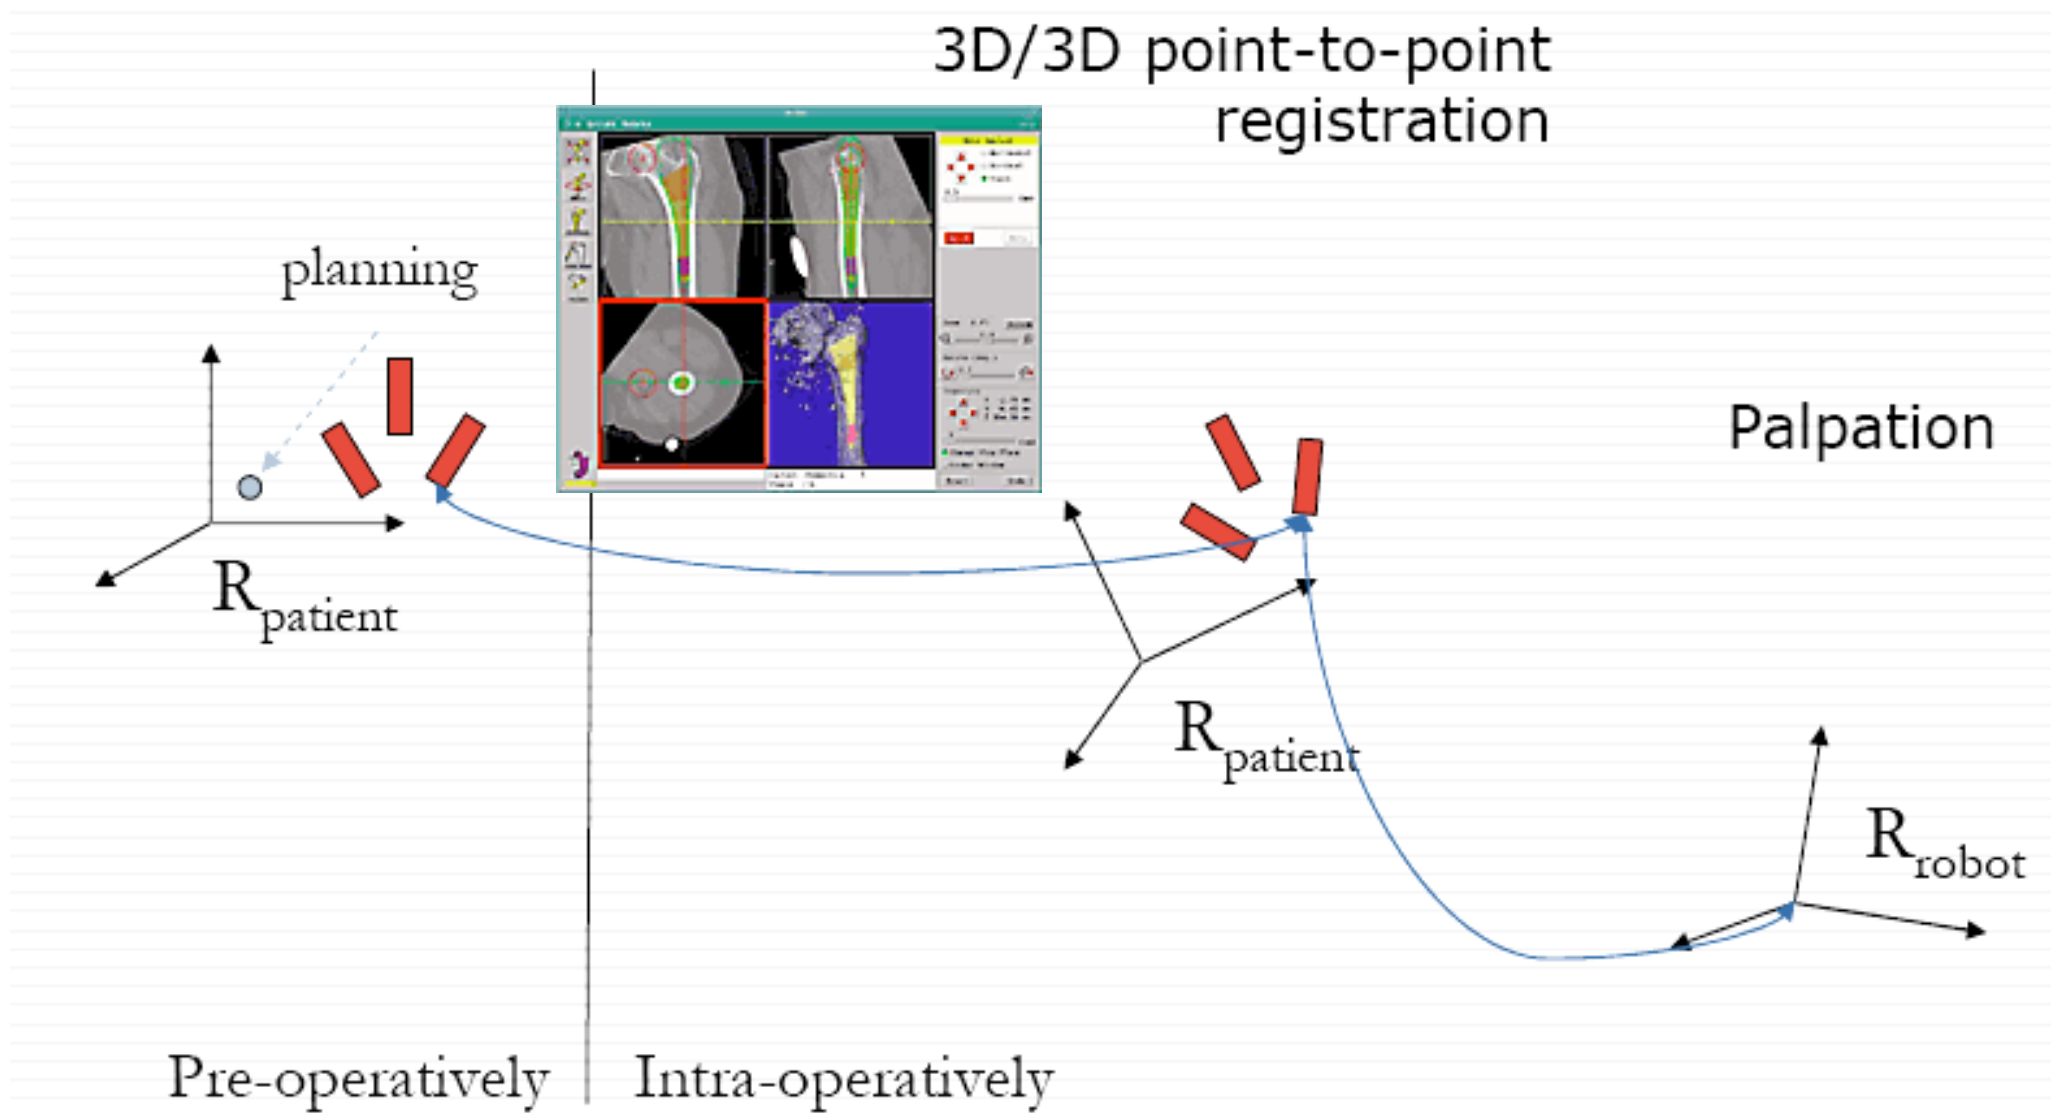 3D/3D point-to-point
registration
planning
Palpation
R patient
R patient
R robot
Pre-operatively
Intra-operatively